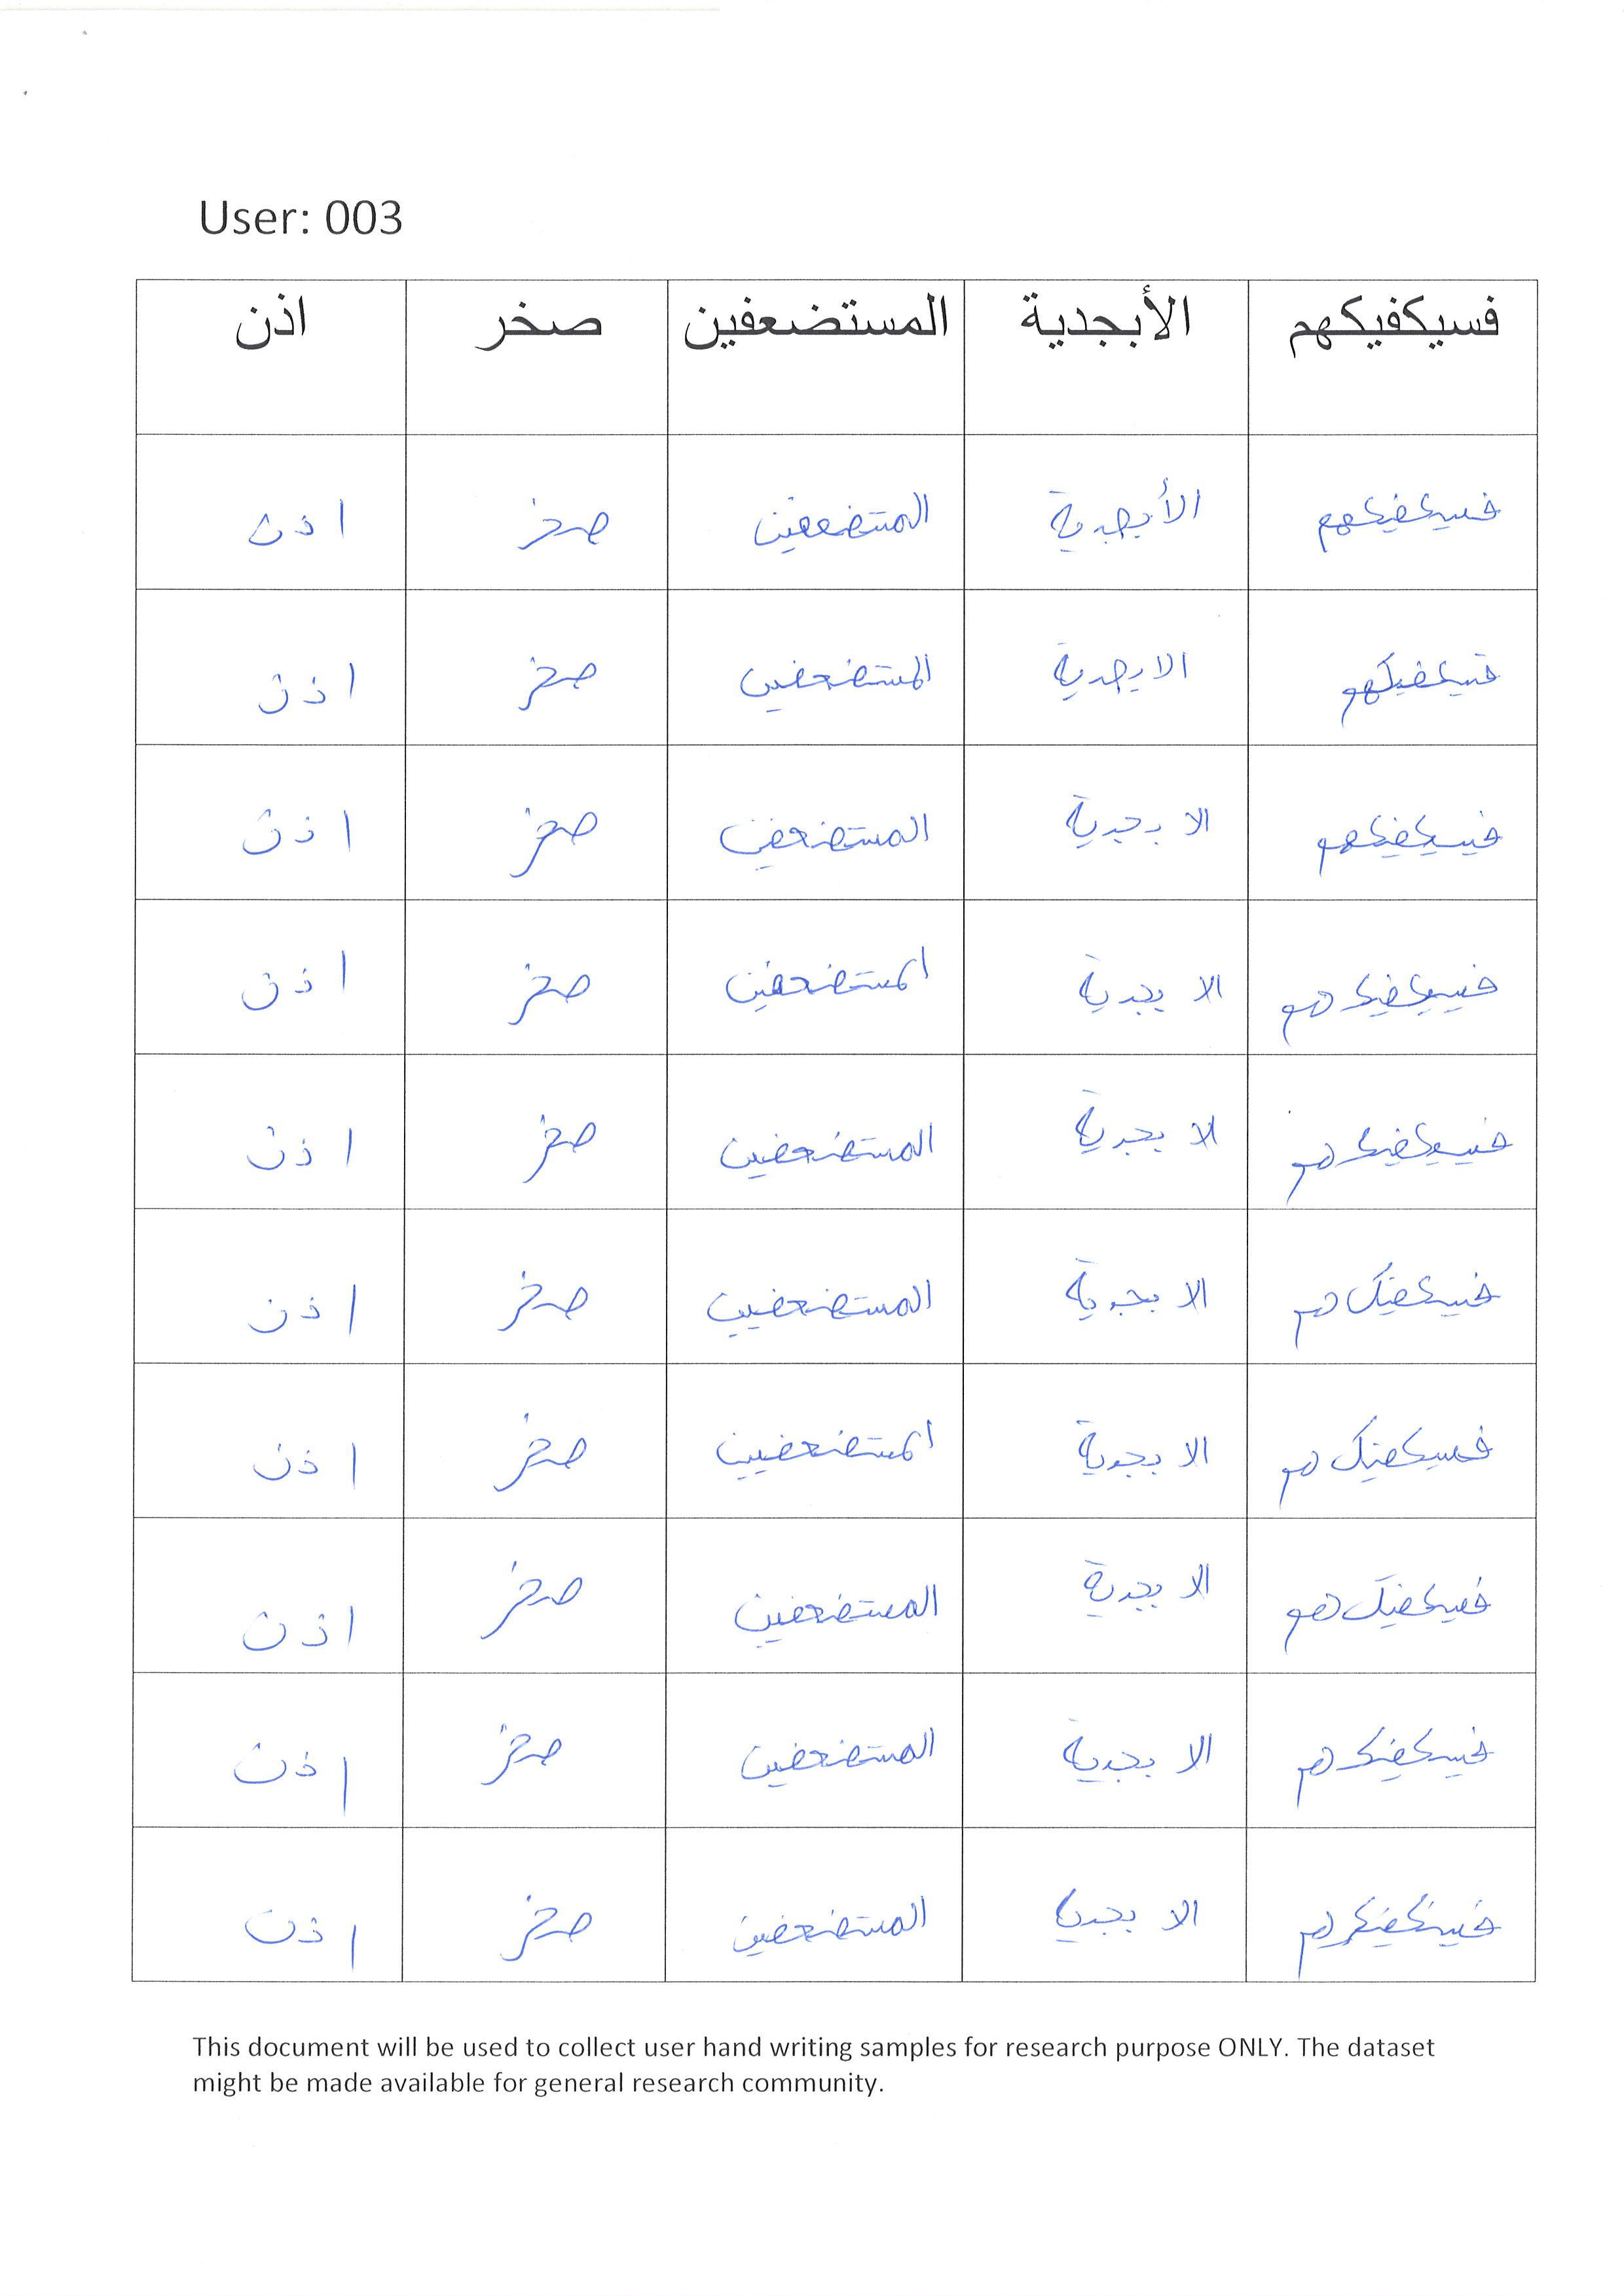 User: 003
فسيكفيكهم الأبجدية المستضعفين صخر اذن
فسيكفيكهم الأبجدية المستضعفين صخر اذن
فسيكفيكهم الابجدية المستضعفين صخر اذن
فسيكفيكهم الابجدية المستضعفين صخر اذن
فسيكفيكهم الابجدية المستضعفين صخر اذن
فسيكفيكهم الابجدية المستضعفين صخر اذن
فسيكفيكهم الابجدية المستضعفين صخر اذن
فسيكفيكهم الابجدية المستضعفين صخر اذن
فسيكفيكهم الابجدية المستضعفين صخر اذن
فسيكفيكهم الابجدية المستضعفين صخر اذن
فسيكفيكهم الابجدية المستضعفين صخر اذن
This document will be used to collect user hand writing samples for research purpose ONLY. The dataset
might be made available for general research community.